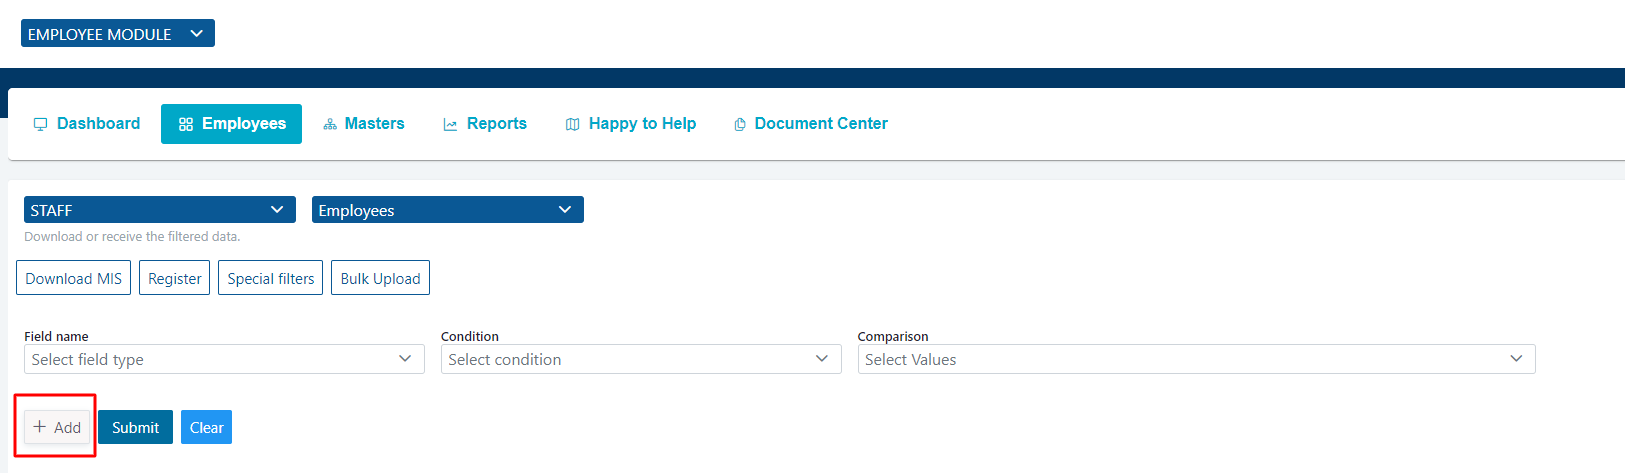 EMPLOYEE MODULE
Dashboard Employees Masters Reports Happy to Help Document Center
STAFF Employees
Download or receive the filtered data.
Download MIS Register Special filters Bulk Upload
Field name Condition Comparison
Select field type Select condition Select Values
+ Add Submit Clear